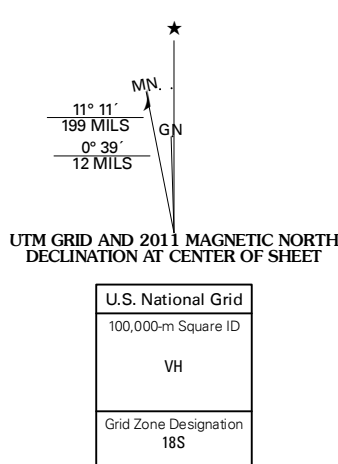 ★
MN
11° 11´
199 MILS
GN
0° 39´
12 MILS
UTM GRID AND 2011 MAGNETIC NORTH
DECLINATION AT CENTER OF SHEET
U.S. National Grid
100,000-m Square ID
VH
Grid Zone Designation
18S